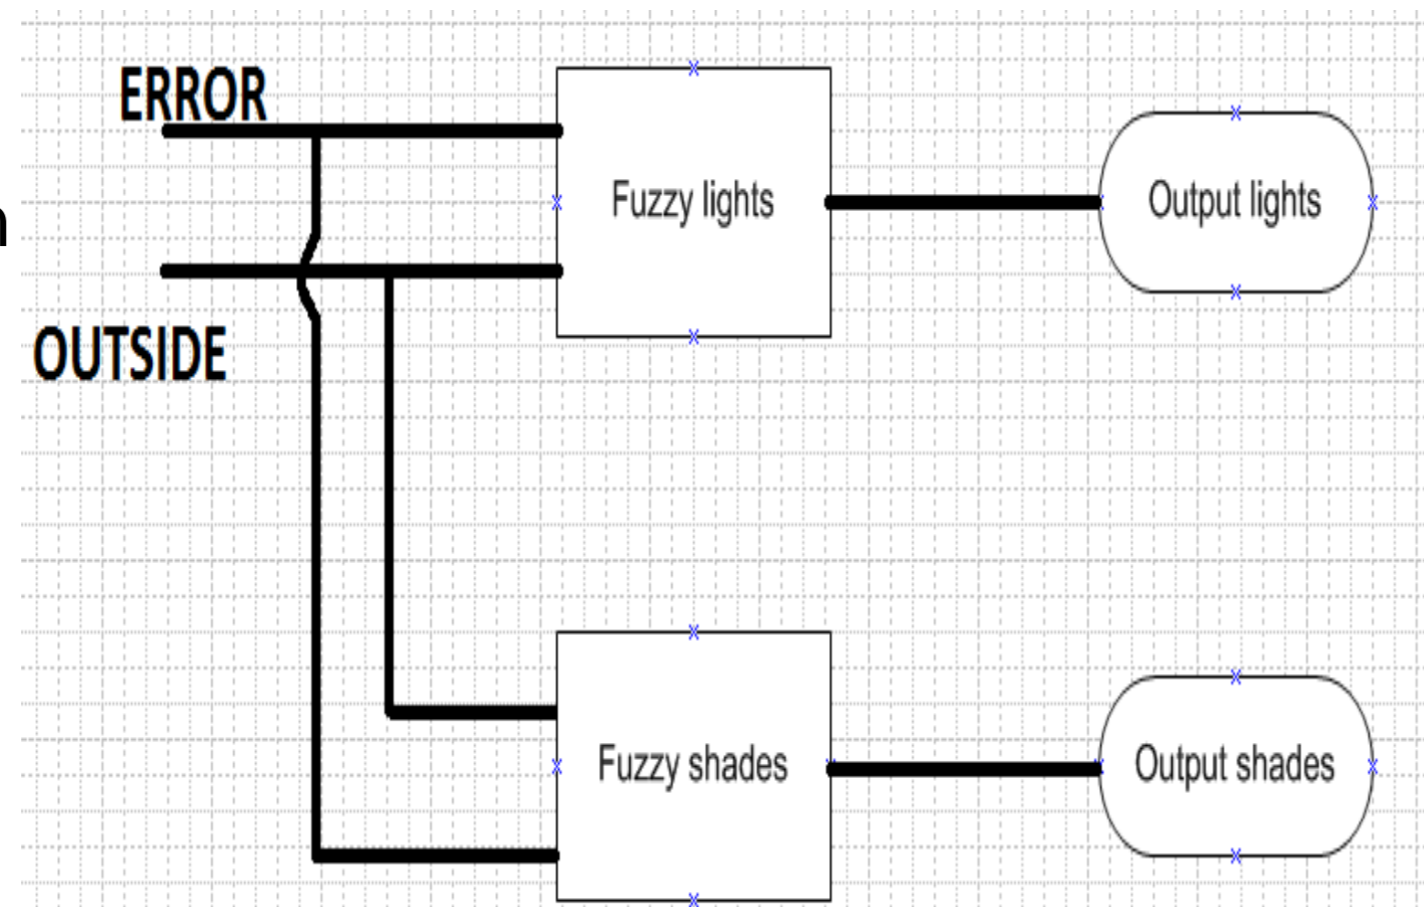 ERROR
Fuzzy lights
Output lights
OUTSIDE
Fuzzy shades
Output shades